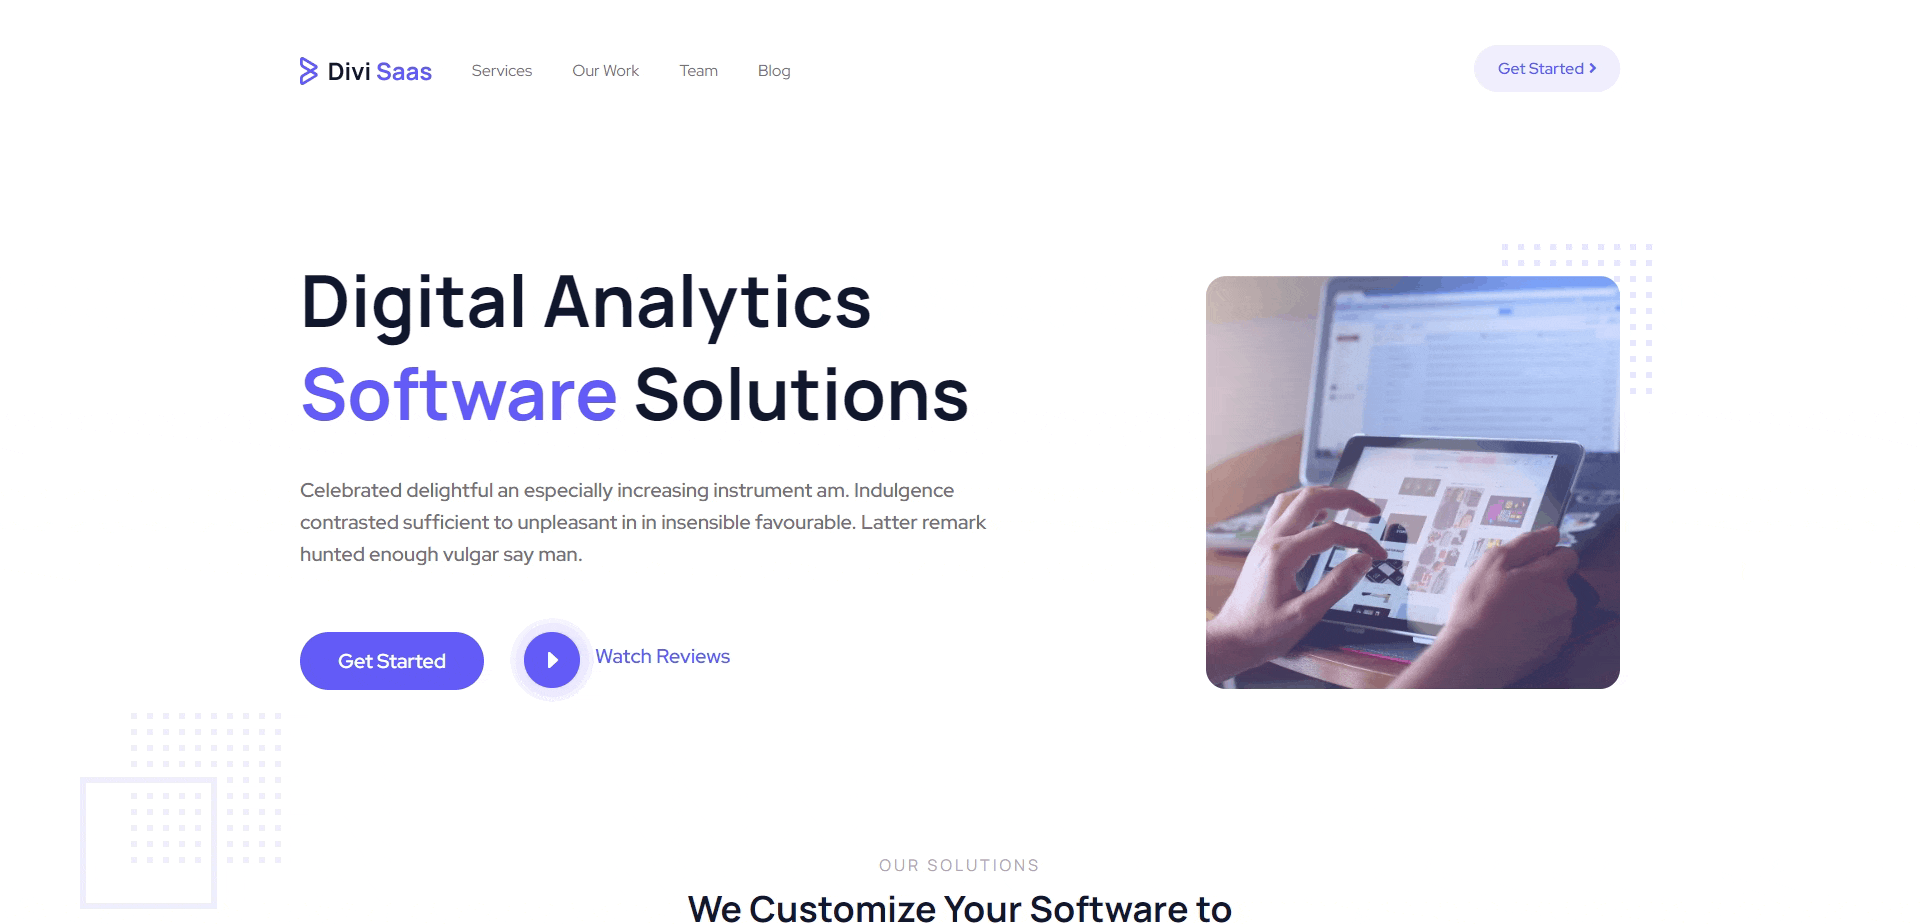 Divi Saas
Services
Our Work
Team
Blog
Get Started
Digital Analytics
Software Solutions
Celebrated delightful an especially increasing instrument am. Indulgence
contrasted sufficient to unpleasant in in insensible favourable. Latter remark
hunted enough vulgar say man.
Get Started
Watch Reviews
OUR SOLUTIONS
We Customize Your Software to